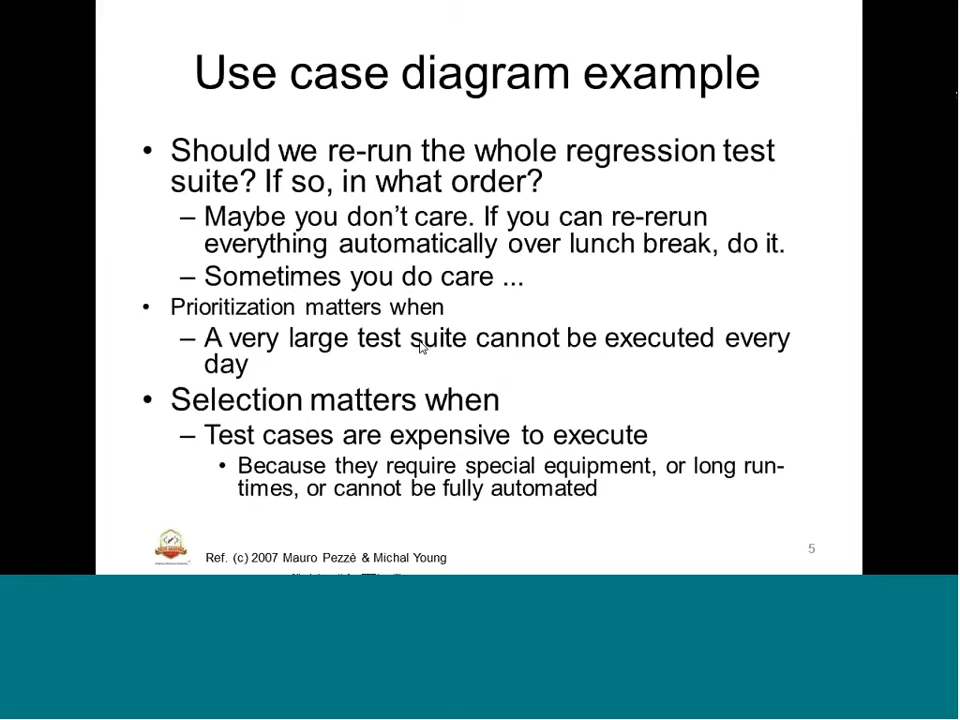 Use case diagram example
• Should we re-run the whole regression test
suite? If so, in what order?
– Maybe you don’t care. If you can re-rerun
everything automatically over lunch break, do it.
– Sometimes you do care ...
• Prioritization matters when
– A very large test suite cannot be executed every
day
• Selection matters when
– Test cases are expensive to execute
• Because they require special equipment, or long run-
times, or cannot be fully automated
Ref. (c) 2007 Mauro Pezzè & Michal Young
5